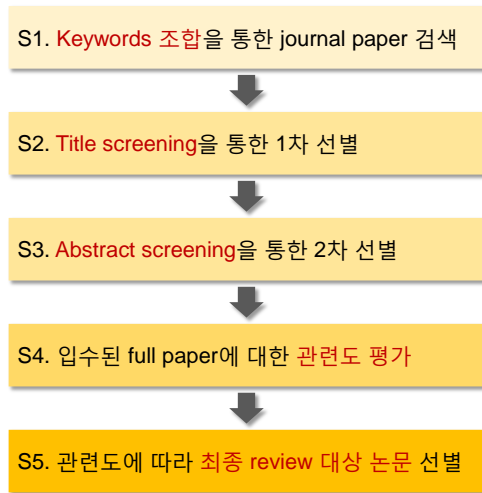 S1. Keywords 조합을 통한 journal paper 검색
S2. Title screening을 통한 1차 선별
S3. Abstract screening을 통한 2차 선별
S4. 입수된 full paper에 대한 관련도 평가
S5. 관련도에 따라 최종 review 대상 논문 선별